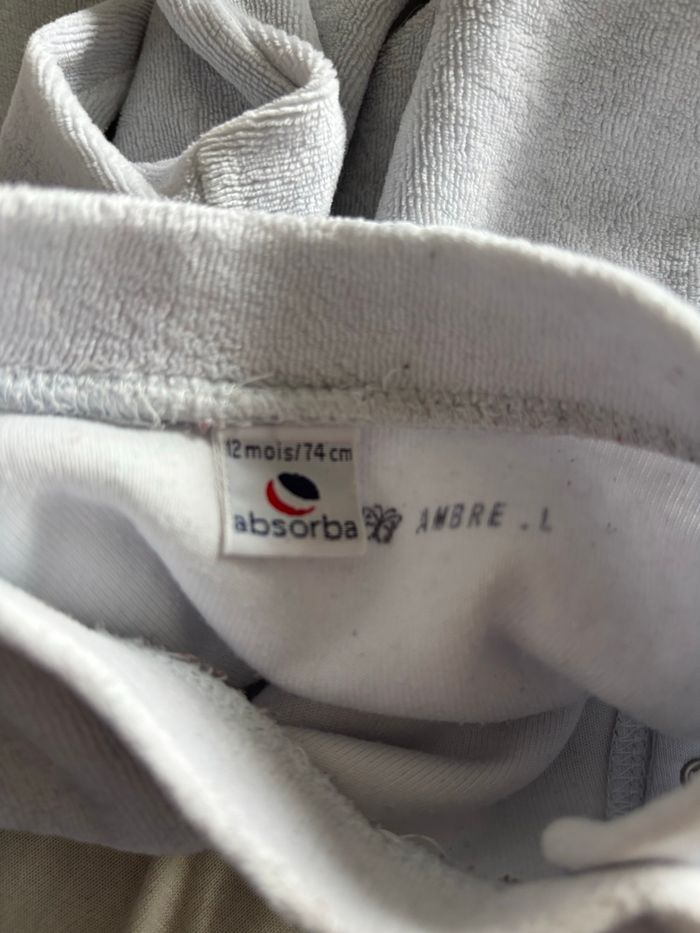 12 mois/74 cm
absorba
AMBRE . L